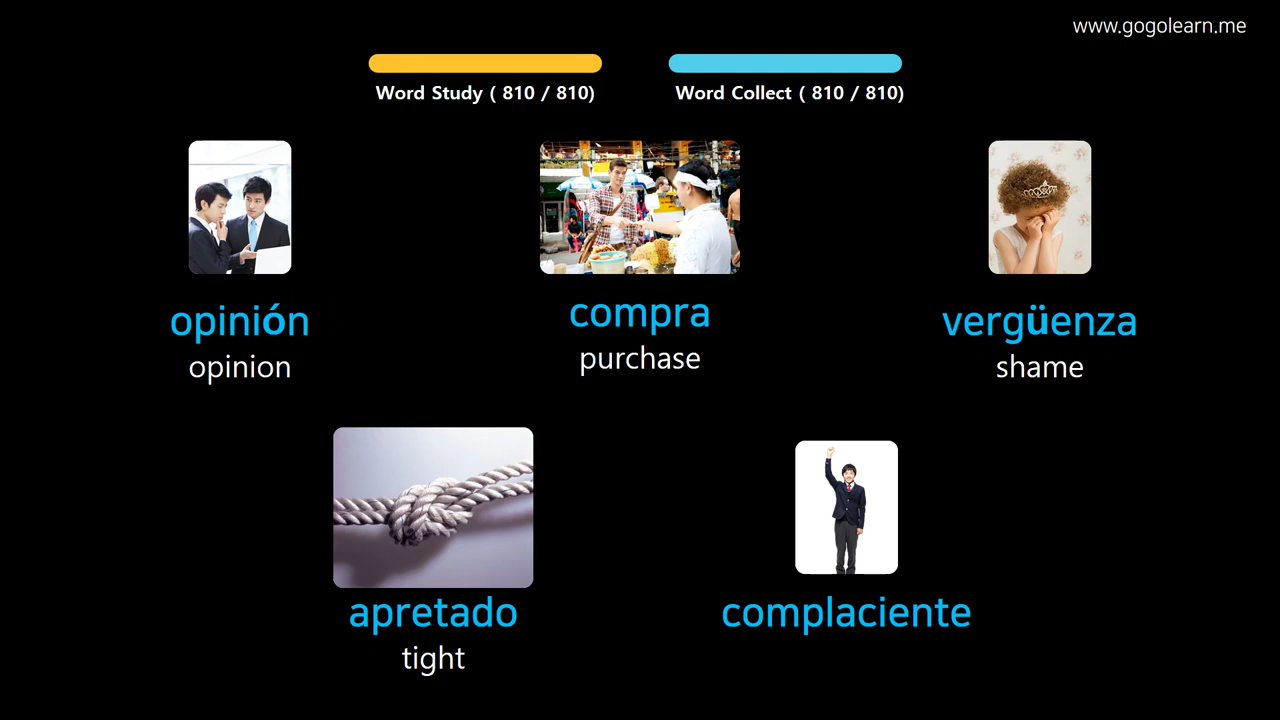 www.gogolearn.me
Word Study ( 810 / 810)
Word Collect ( 810 / 810)
opinión
opinion
compra
purchase
vergüenza
shame
apretado
tight
complaciente